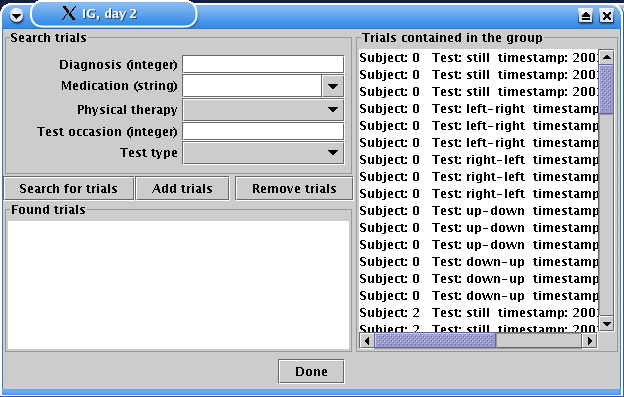 IG, day 2
Search trials
Diagnosis (integer)
Medication (string)
Physical therapy
Test occasion (integer)
Test type
Search for trials
Add trials
Remove trials
Found trials
Trials contained in the group
Subject: 0 Test: still timestamp: 200
Subject: 0 Test: still timestamp: 200
Subject: 0 Test: still timestamp: 200
Subject: 0 Test: left-right timestamp
Subject: 0 Test: left-right timestamp
Subject: 0 Test: left-right timestamp
Subject: 0 Test: right-left timestamp
Subject: 0 Test: right-left timestamp
Subject: 0 Test: right-left timestamp
Subject: 0 Test: up-down timestamp
Subject: 0 Test: up-down timestamp
Subject: 0 Test: up-down timestamp
Subject: 0 Test: down-up timestamp
Subject: 0 Test: down-up timestamp
Subject: 0 Test: down-up timestamp
Subject: 2 Test: still timestamp: 200
Subject: 2 Test: still timestamp: 200
Done